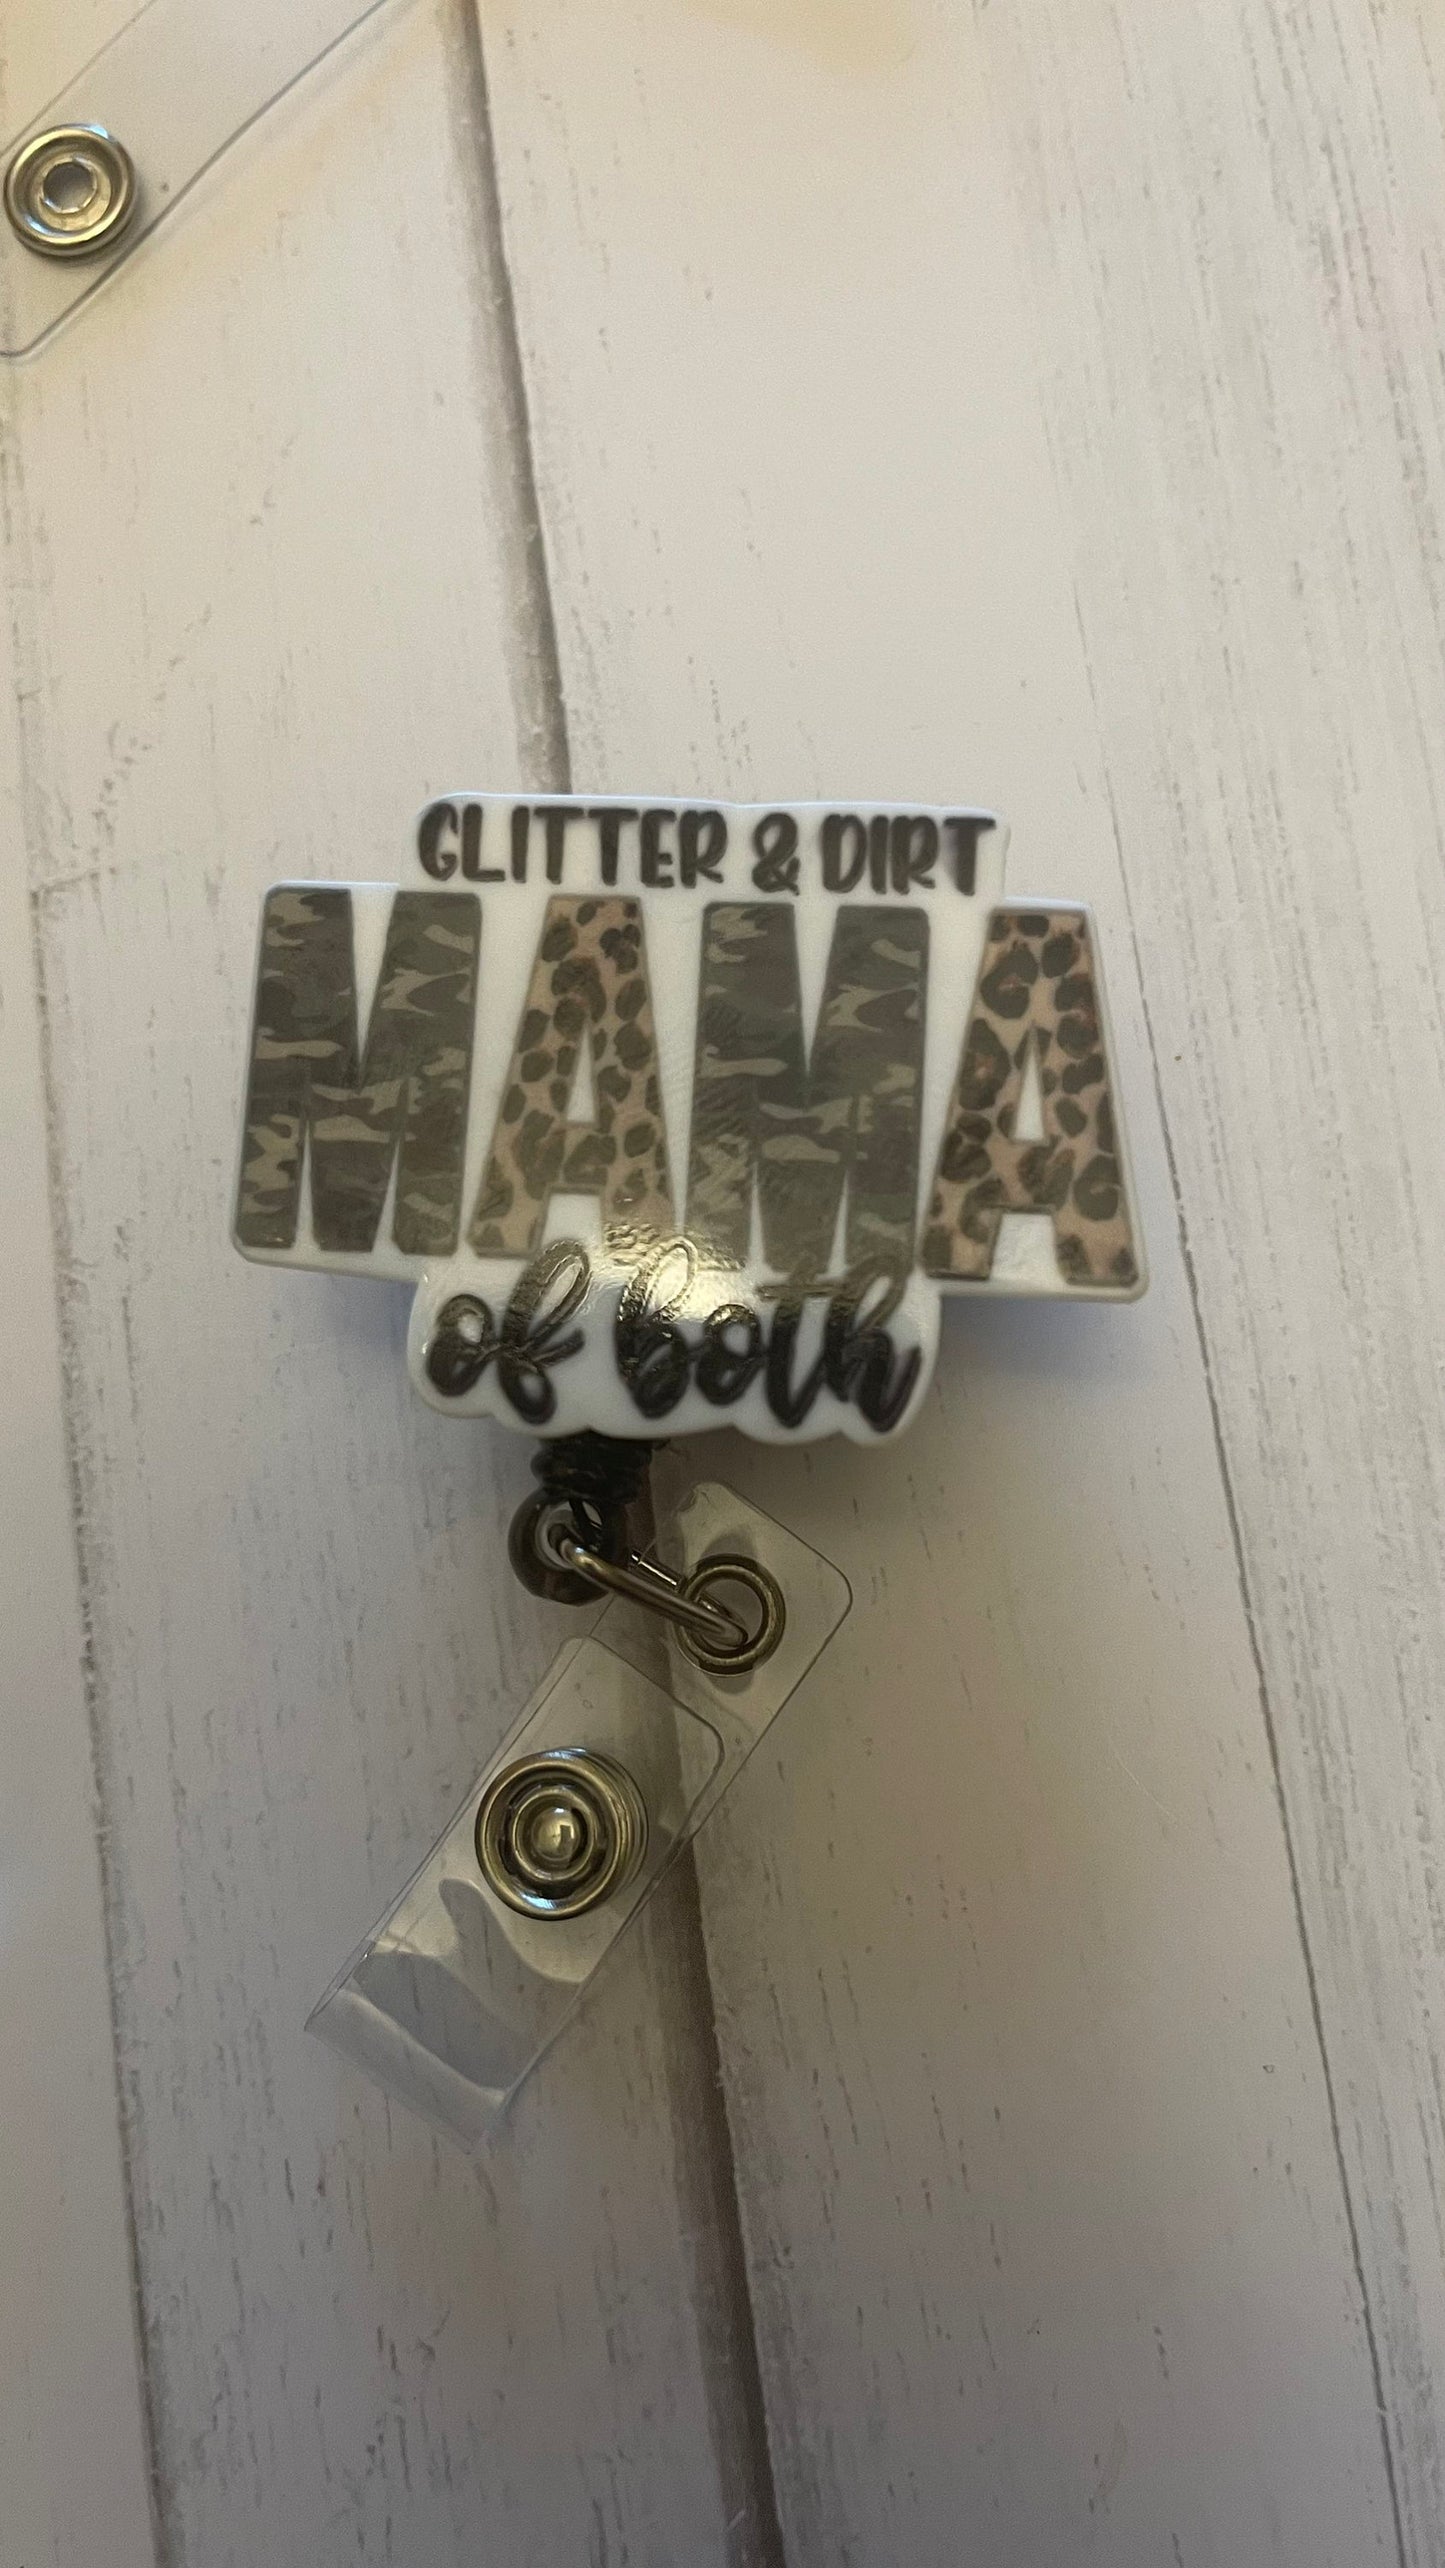 GLITTER & DIRT
MAMA
of both